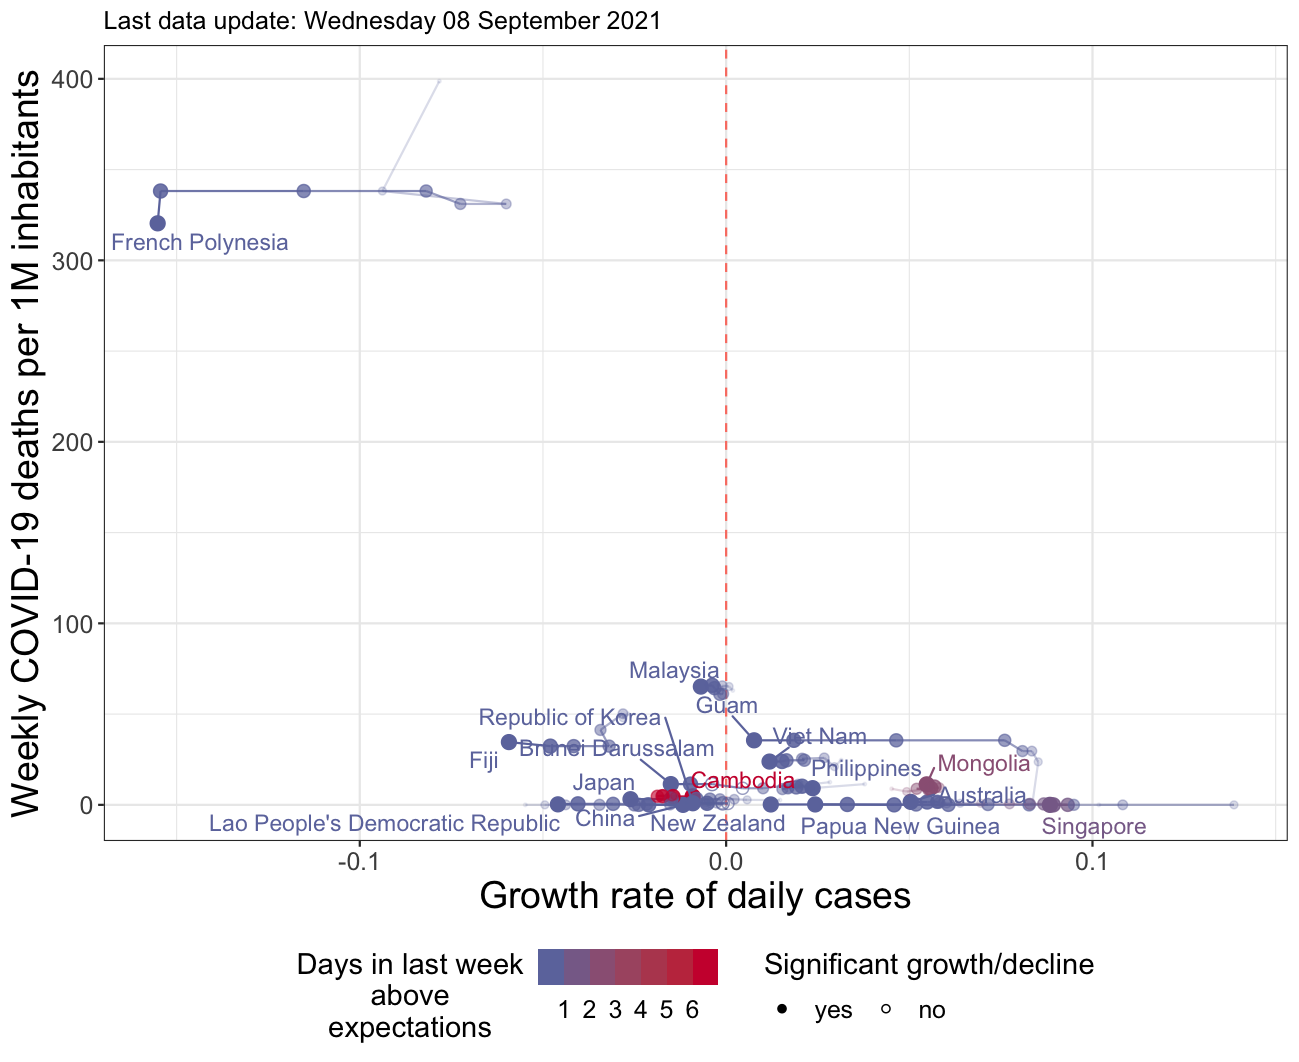 Last data update: Wednesday 08 September 2021
Weekly COVID-19 deaths per 1M inhabitants
400
300
200
100
0
French Polynesia
Malaysia
Guam
Republic of Korea
Viet Nam
Fiji
Brunei Darussalam
Philippines
Mongolia
Japan
Cambodia
Australia
Lao People's Democratic Republic
China
New Zealand
Papua New Guinea
Singapore
-0.1
0.0
0.1
Growth rate of daily cases
Days in last week
above
expectations
1 2 3 4 5 6
Significant growth/decline
yes
no